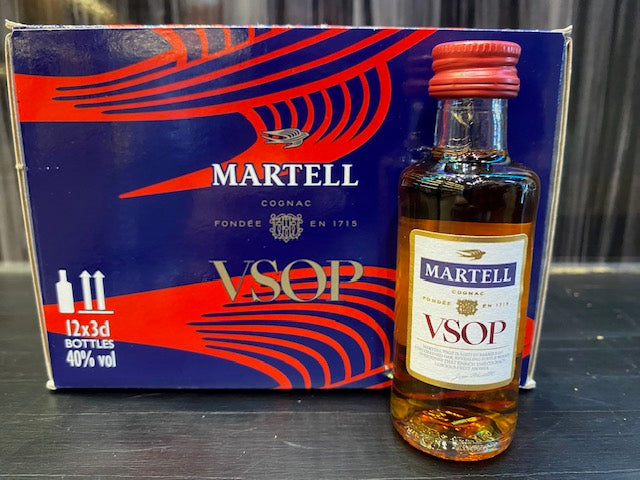 MARTELL
COGNAC
FONDÉE EN 1715
VSOP
12x3cl
BOTTLES
40% vol
MARTELL
COGNAC
FONDÉE EN 1715
VSOP